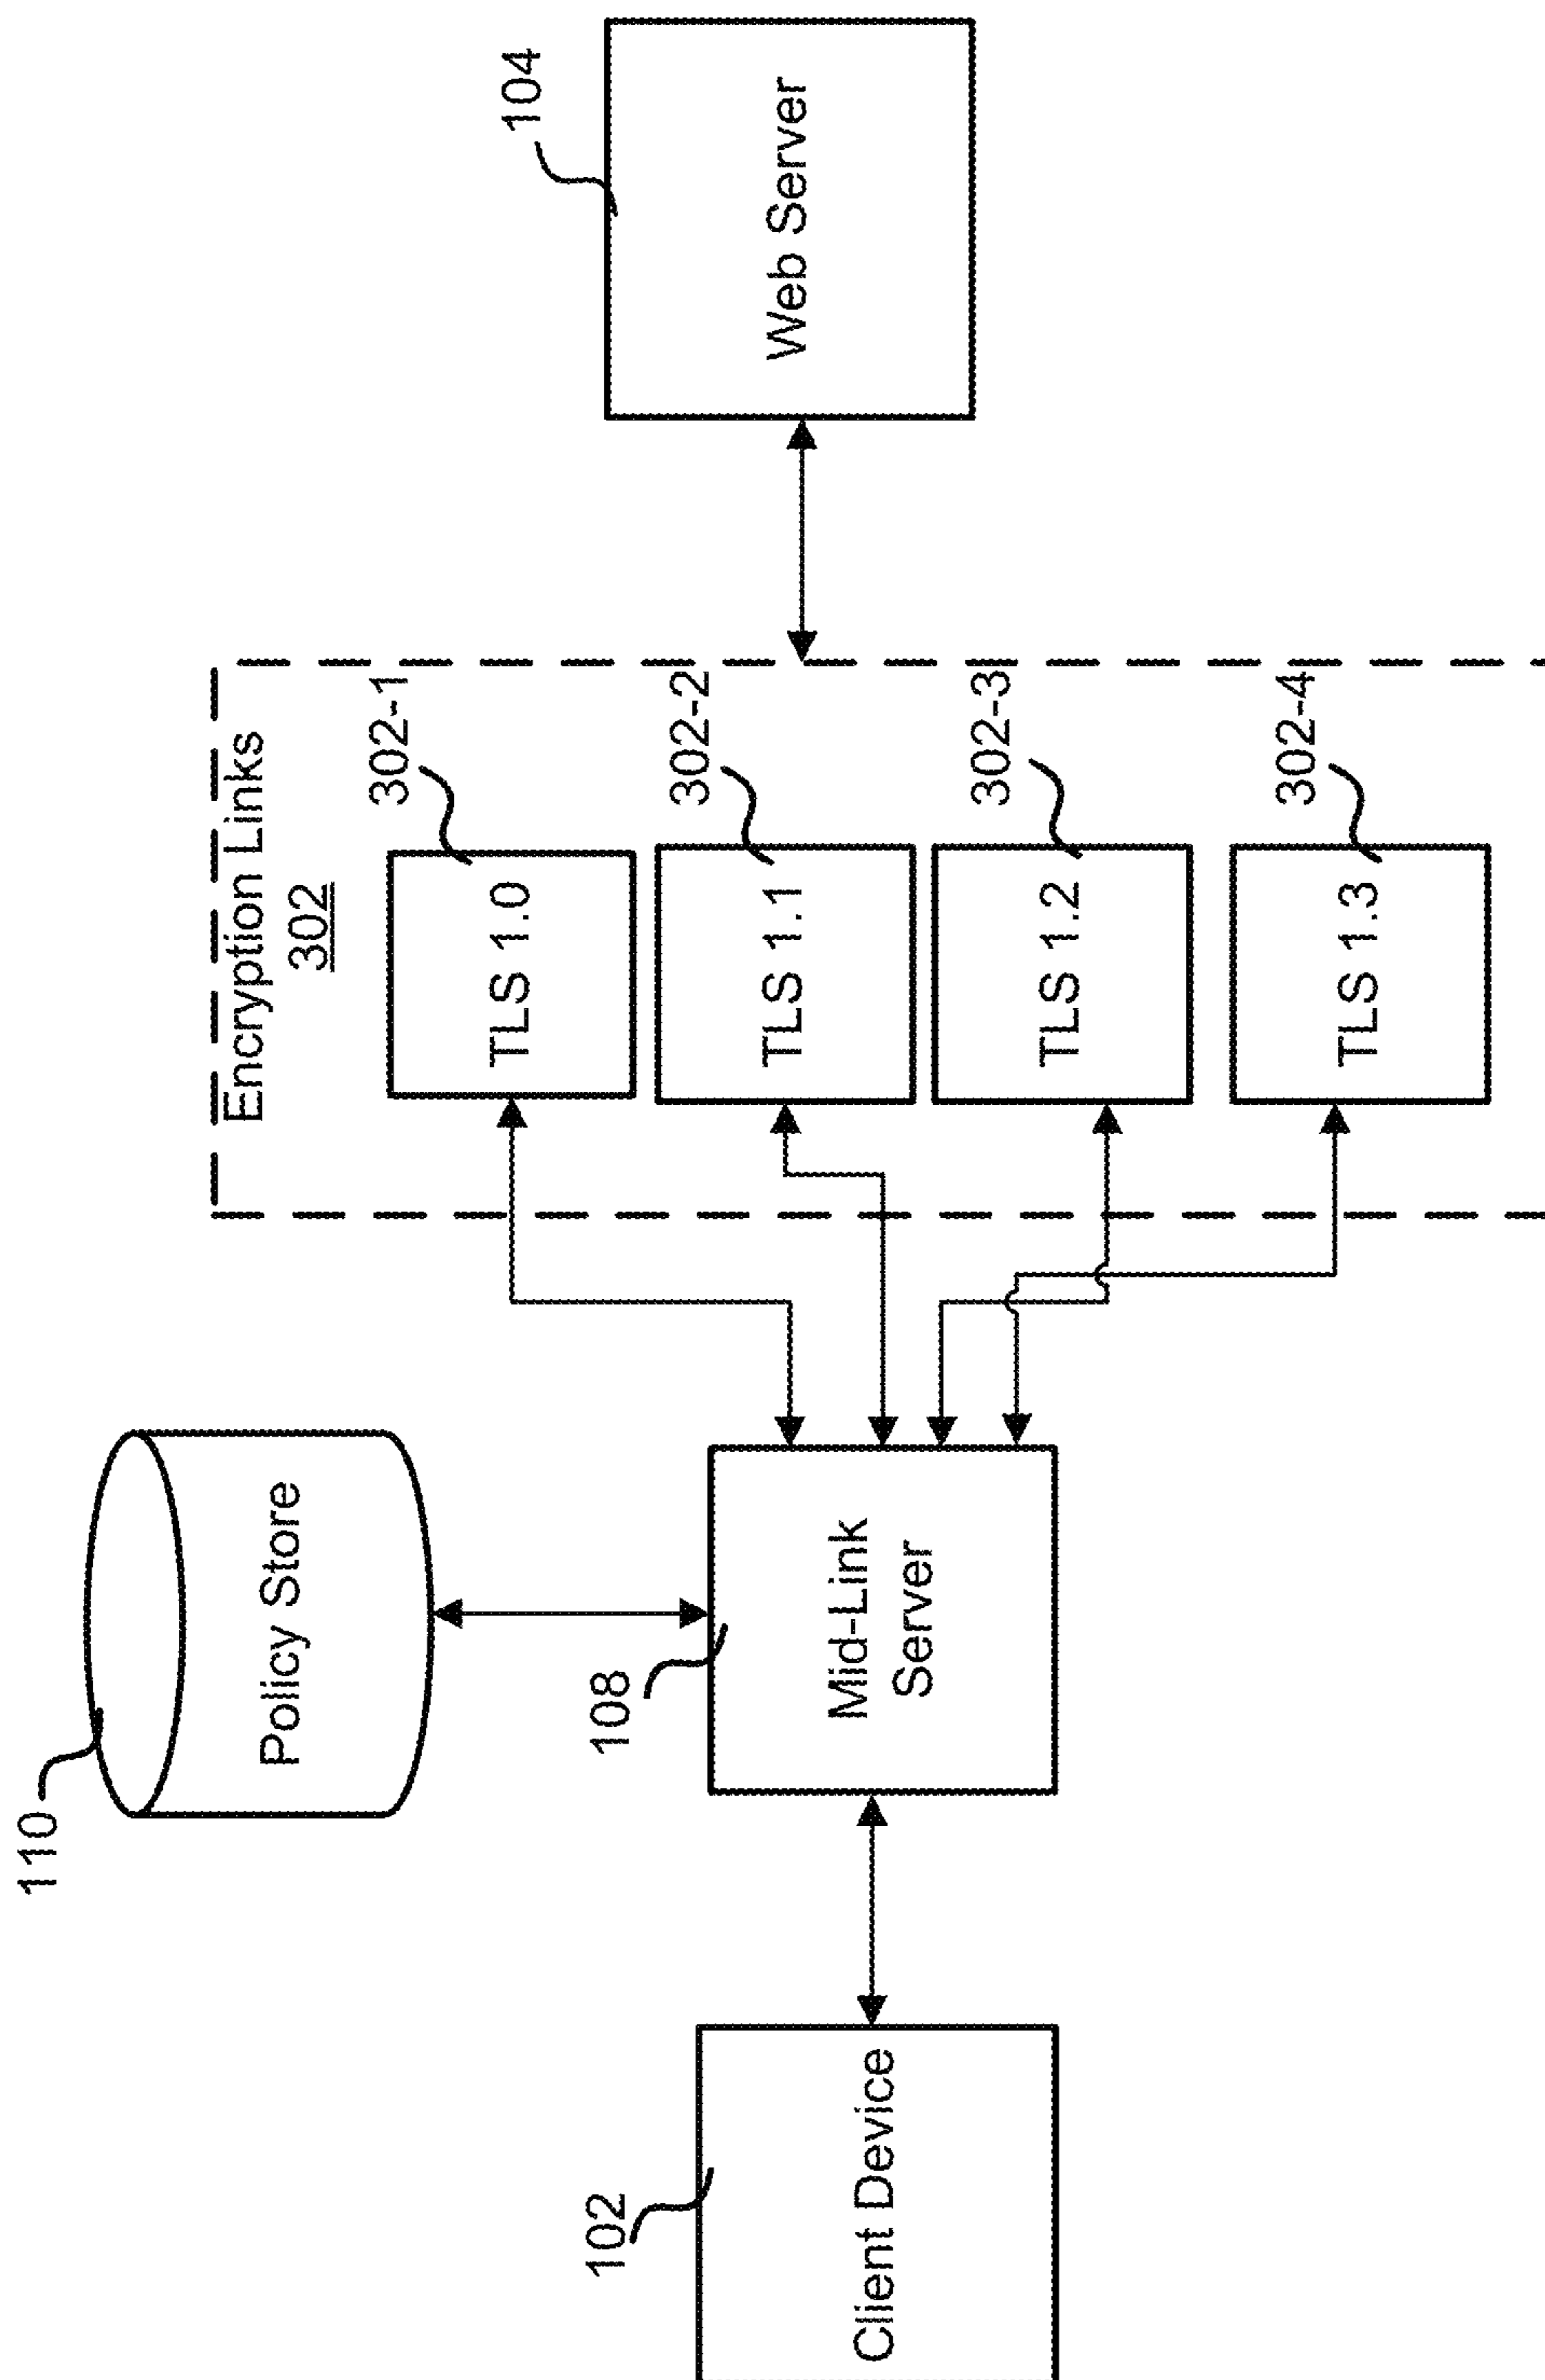 110
Policy Store
Encryption Links
302
302-1
TLS 1.0
302-2
TLS 1.1
302-3
TLS 1.2
302-4
TLS 1.3
104
Web Server
108
Mid-Link
Server
102
Client Device